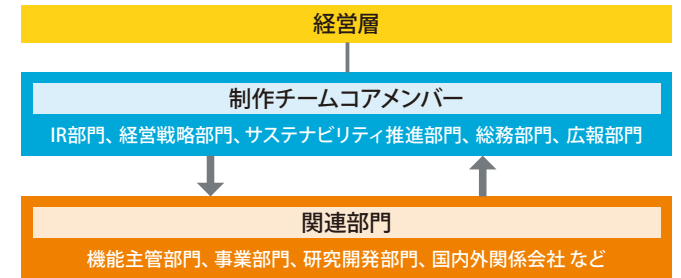 経営層
制作チームコアメンバー
IR部門、経営戦略部門、サステナビリティ推進部門、総務部門、広報部門
関連部門
機能主管部門、事業部門、研究開発部門、国内外関係会社 など